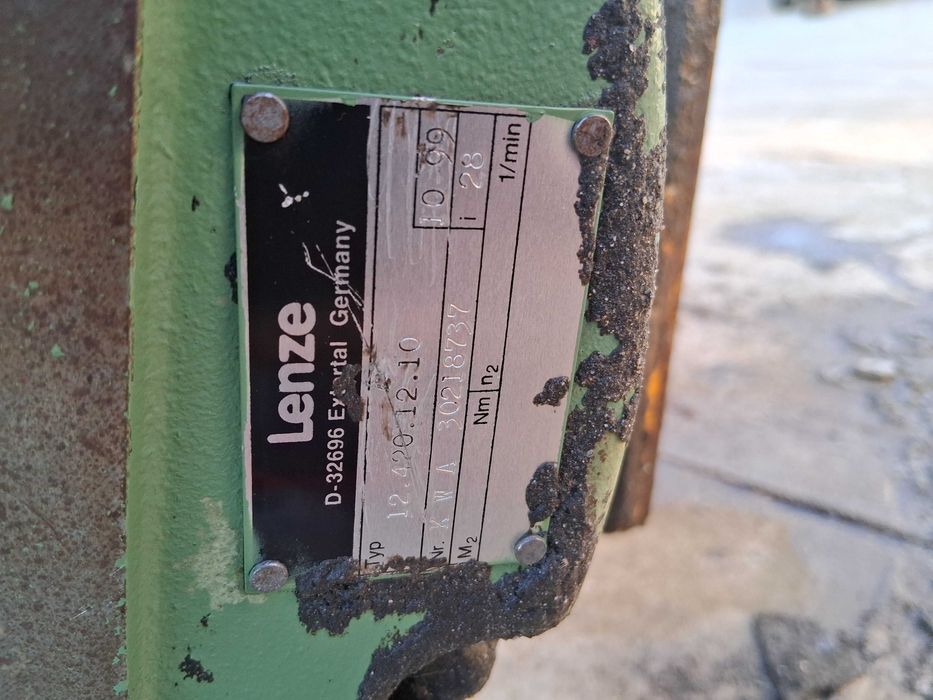 Lenze
D-32696 Extertal Germany
Typ
12.420.12.10
10 99
Nr. K W A 30218737
i 28
M2 Nm n2 1/min